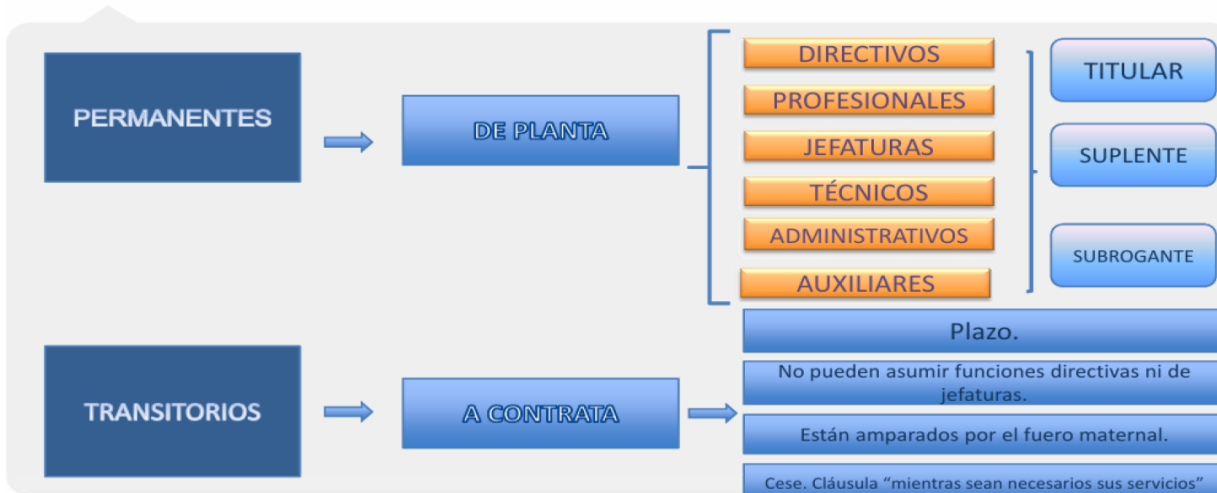 PERMANENTES
DE PLANTA
DIRECTIVOS
PROFESIONALES
JEFATURAS
TÉCNICOS
ADMINISTRATIVOS
AUXILIARES
TITULAR
SUPLENTE
SUBROGANTE
TRANSITORIOS
A CONTRATA
Plazo.
No pueden asumir funciones directivas ni de
jefaturas.
Están amparados por el fuero maternal.
Cese. Cláusula “mientras sean necesarios sus servicios”